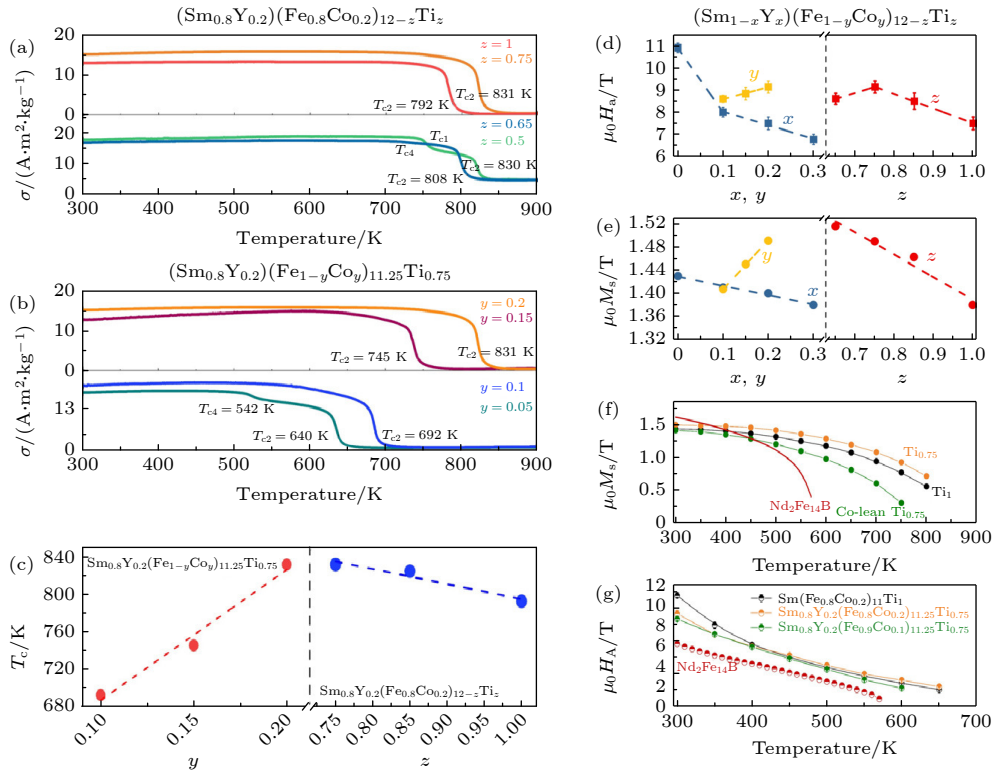 (Sm0.8Y0.2)(Fe0.8Co0.2)12−zTiz
(a)
20
10
0
20
10
0
σ/(A·m²·kg⁻¹)
z = 1
z = 0.75
Tc2 = 792 K
Tc2 = 831 K
z = 0.65
z = 0.5
Tc1
Tc4
Tc2 = 830 K
Tc2 = 808 K
300 400 500 600 700 800 900
Temperature/K
(Sm0.8Y0.2)(Fe1−yCoy)11.25Ti0.75
(b)
20
10
0
13
0
σ/(A·m²·kg⁻¹)
y = 0.2
y = 0.15
Tc2 = 745 K
Tc2 = 831 K
y = 0.1
y = 0.05
Tc4 = 542 K
Tc2 = 640 K
Tc2 = 692 K
300 400 500 600 700 800 900
Temperature/K
(c)
840
800
760
720
680
Tc/K
Sm0.8Y0.2(Fe1−yCoy)11.25Ti0.75
Sm0.8Y0.2(Fe0.8Co0.2)12−zTiz
0.10 0.15 0.20 0.75 0.80 0.85 0.90 0.95 1.00
y z
(Sm1−xYx)(Fe1−yCoy)12−zTiz
(d)
11
10
9
8
7
6
μ0Ha/T
y
x
z
0 0.1 0.2 0.3 0.7 0.8 0.9 1.0
x, y z
(e)
1.52
1.48
1.44
1.40
1.36
1.32
μ0Ms/T
y
x
z
0 0.1 0.2 0.3 0.7 0.8 0.9 1.0
x, y z
(f)
1.5
1.0
0.5
0
μ0Ms/T
Ti0.75
Ti1
Nd2Fe14B
Co-lean Ti0.75
300 400 500 600 700 800 900
Temperature/K
(g)
12
12
10
8
6
4
2
0
μ0HA/T
Sm(Fe0.8Co0.2)11Ti1
Sm0.8Y0.2(Fe0.8Co0.2)11.25Ti0.75
Sm0.8Y0.2(Fe0.9Co0.1)11.25Ti0.75
Nd2Fe14B
300 400 500 600 700
Temperature/K